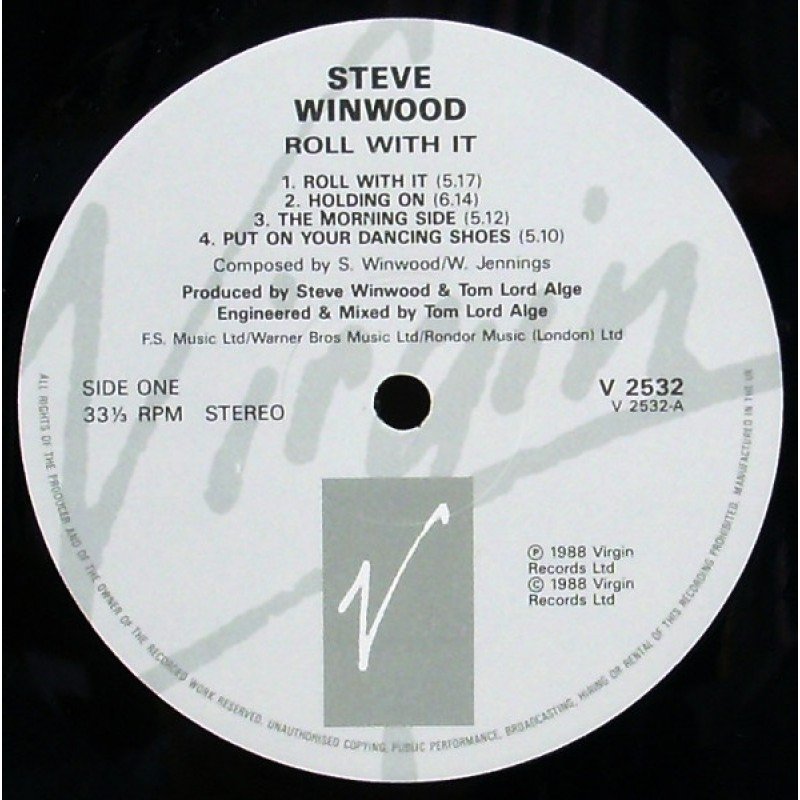 STEVE
WINWOOD
ROLL WITH IT
1. ROLL WITH IT (5.17)
2. HOLDING ON (6.14)
3. THE MORNING SIDE (5.12)
4. PUT ON YOUR DANCING SHOES (5.10)
Composed by S. Winwood/W. Jennings
Produced by Steve Winwood & Tom Lord Alge
Engineered & Mixed by Tom Lord Alge
F.S. Music Ltd/Warner Bros Music Ltd/Rondor Music (London) Ltd
SIDE ONE
33⅓ RPM STEREO
V 2532
V 2532-A
Virgin
V
℗ 1988 Virgin
Records Ltd
© 1988 Virgin
Records Ltd
ALL RIGHTS OF THE PRODUCER AND OF THE OWNER OF THE RECORDED WORK RESERVED. UNAUTHORISED COPYING, PUBLIC PERFORMANCE, BROADCASTING, HIRING OR RENTAL OF THIS RECORDING PROHIBITED. MANUFACTURED IN THE UK